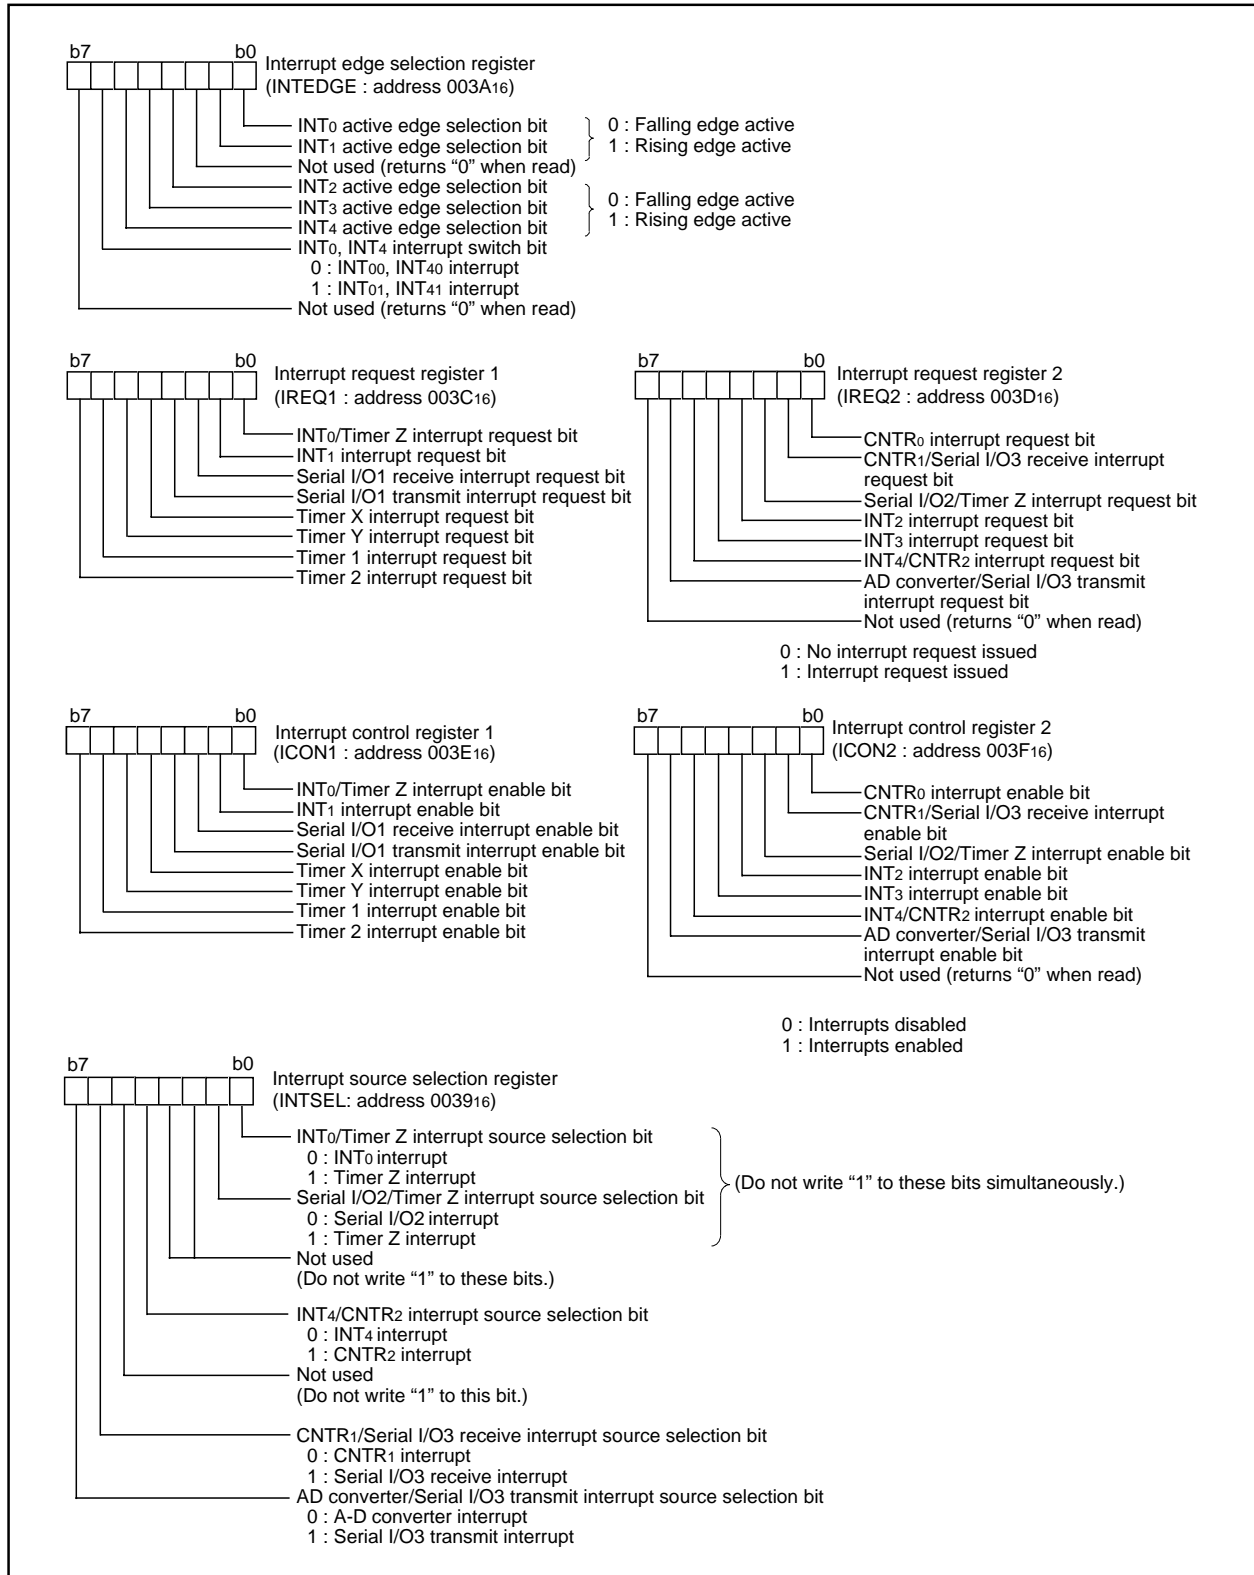 b7 b0
Interrupt edge selection register
(INTEDGE : address 003A16)
INT0 active edge selection bit
INT1 active edge selection bit
0 : Falling edge active
1 : Rising edge active
Not used (returns “0” when read)
INT2 active edge selection bit
INT3 active edge selection bit
INT4 active edge selection bit
0 : Falling edge active
1 : Rising edge active
INT0, INT4 interrupt switch bit
0 : INT00, INT40 interrupt
1 : INT01, INT41 interrupt
Not used (returns “0” when read)
b7 b0
Interrupt request register 1
(IREQ1 : address 003C16)
INT0/Timer Z interrupt request bit
INT1 interrupt request bit
Serial I/O1 receive interrupt request bit
Serial I/O1 transmit interrupt request bit
Timer X interrupt request bit
Timer Y interrupt request bit
Timer 1 interrupt request bit
Timer 2 interrupt request bit
b7 b0
Interrupt request register 2
(IREQ2 : address 003D16)
CNTR0 interrupt request bit
CNTR1/Serial I/O3 receive interrupt
request bit
Serial I/O2/Timer Z interrupt request bit
INT2 interrupt request bit
INT3 interrupt request bit
INT4/CNTR2 interrupt request bit
AD converter/Serial I/O3 transmit
interrupt request bit
Not used (returns “0” when read)
0 : No interrupt request issued
1 : Interrupt request issued
b7 b0
Interrupt control register 1
(ICON1 : address 003E16)
INT0/Timer Z interrupt enable bit
INT1 interrupt enable bit
Serial I/O1 receive interrupt enable bit
Serial I/O1 transmit interrupt enable bit
Timer X interrupt enable bit
Timer Y interrupt enable bit
Timer 1 interrupt enable bit
Timer 2 interrupt enable bit
b7 b0
Interrupt control register 2
(ICON2 : address 003F16)
CNTR0 interrupt enable bit
CNTR1/Serial I/O3 receive interrupt
enable bit
Serial I/O2/Timer Z interrupt enable bit
INT2 interrupt enable bit
INT3 interrupt enable bit
INT4/CNTR2 interrupt enable bit
AD converter/Serial I/O3 transmit
interrupt enable bit
Not used (returns “0” when read)
0 : Interrupts disabled
1 : Interrupts enabled
b7 b0
Interrupt source selection register
(INTSEL: address 003916)
INT0/Timer Z interrupt source selection bit
0 : INT0 interrupt
1 : Timer Z interrupt
Serial I/O2/Timer Z interrupt source selection bit
0 : Serial I/O2 interrupt
1 : Timer Z interrupt
(Do not write “1” to these bits simultaneously.)
Not used
(Do not write “1” to these bits.)
INT4/CNTR2 interrupt source selection bit
0 : INT4 interrupt
1 : CNTR2 interrupt
Not used
(Do not write “1” to this bit.)
CNTR1/Serial I/O3 receive interrupt source selection bit
0 : CNTR1 interrupt
1 : Serial I/O3 receive interrupt
AD converter/Serial I/O3 transmit interrupt source selection bit
0 : A-D converter interrupt
1 : Serial I/O3 transmit interrupt